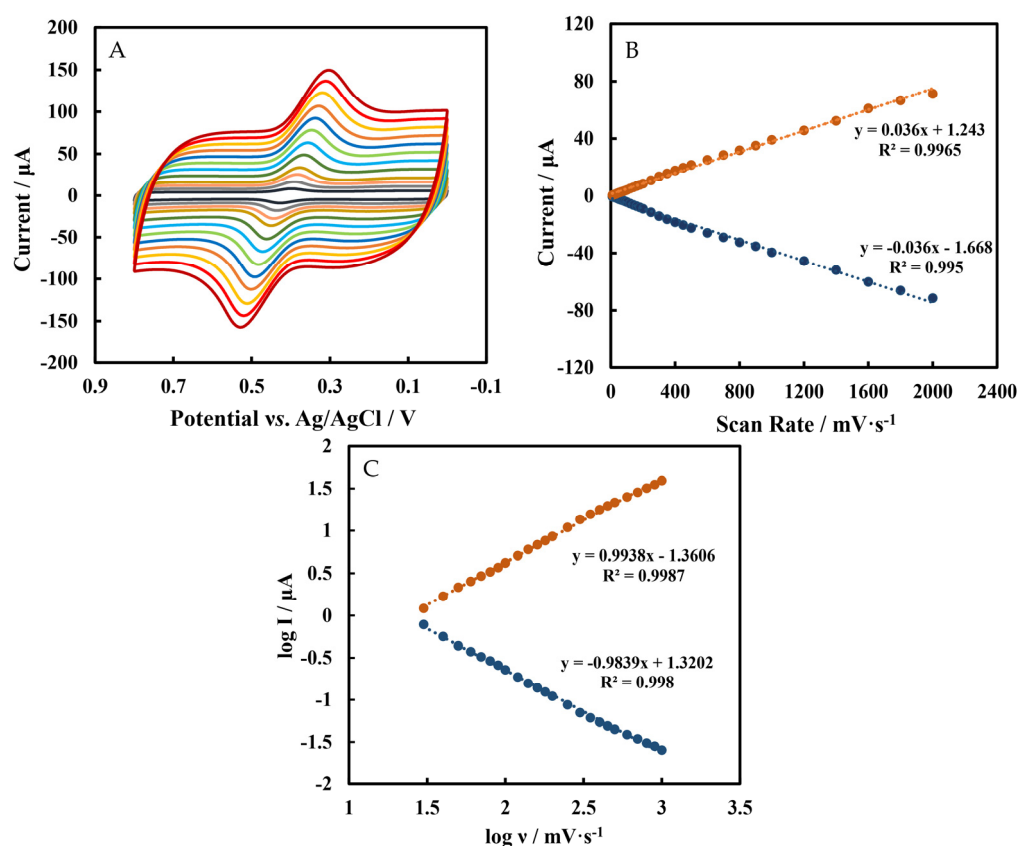 A
200
150
100
50
0
-50
-100
-150
-200
Current / µA
0.9
0.7
0.5
0.3
0.1
-0.1
Potential vs. Ag/AgCl / V
B
120
80
40
0
-40
-80
-120
Current / µA
y = 0.036x + 1.243
R² = 0.9965
y = -0.036x - 1.668
R² = 0.995
0
400
800
1200
1600
2000
2400
Scan Rate / mV·s⁻¹
C
2
1.5
1
0.5
0
-0.5
-1
-1.5
-2
log I / µA
y = 0.9938x - 1.3606
R² = 0.9987
y = -0.9839x + 1.3202
R² = 0.998
1
1.5
2
2.5
3
3.5
log ν / mV·s⁻¹